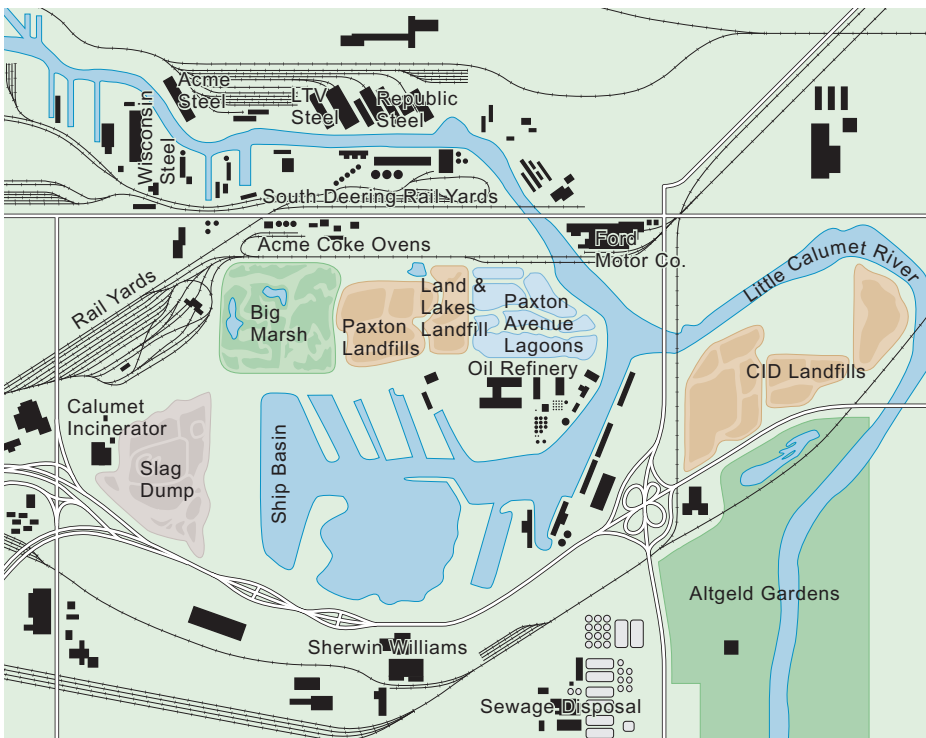 Acme
Steel
LTV
Steel
Republic
Steel
Wisconsin
Steel
South Deering Rail Yards
Ford
Motor Co.
Acme Coke Ovens
Little Calumet River
Rail Yards
Big
Marsh
Paxton
Landfills
Land &
Lakes
Landfill
Paxton
Avenue
Lagoons
Oil Refinery
CID Landfills
Calumet
Incinerator
Slag
Dump
Ship Basin
Altgeld Gardens
Sherwin Williams
Sewage Disposal